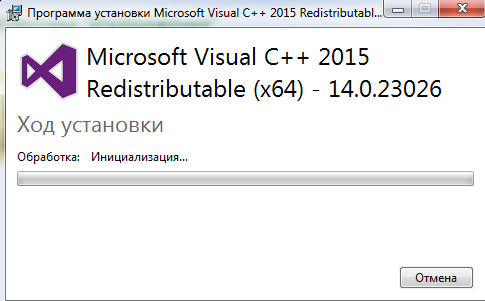 Программа установки Microsoft Visual C++ 2015 Redistributabl...
Microsoft Visual C++ 2015
Redistributable (x64) - 14.0.23026
Ход установки
Обработка: Инициализация...
Отмена